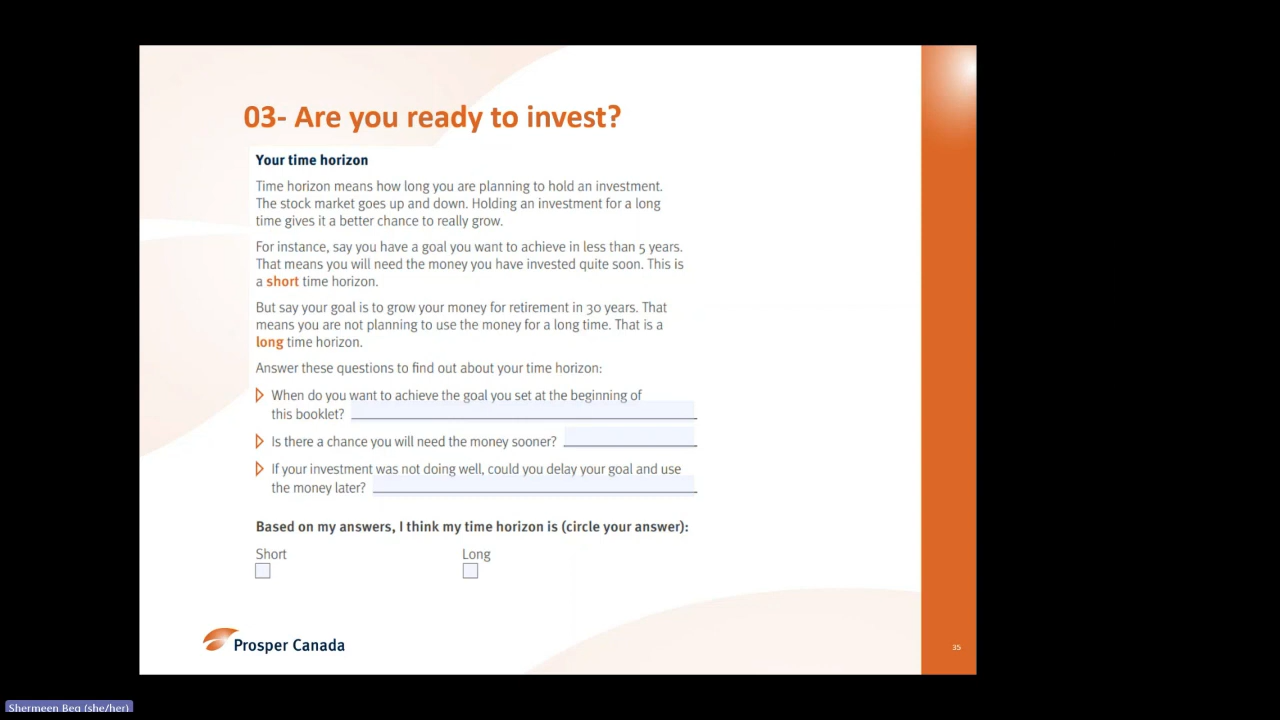 03- Are you ready to invest?
Your time horizon
Time horizon means how long you are planning to hold an investment.
The stock market goes up and down. Holding an investment for a long
time gives it a better chance to really grow.
For instance, say you have a goal you want to achieve in less than 5 years.
That means you will need the money you have invested quite soon. This is
a short time horizon.
But say your goal is to grow your money for retirement in 30 years. That
means you are not planning to use the money for a long time. That is a
long time horizon.
Answer these questions to find out about your time horizon:
When do you want to achieve the goal you set at the beginning of
this booklet?
Is there a chance you will need the money sooner?
If your investment was not doing well, could you delay your goal and use
the money later?
Based on my answers, I think my time horizon is (circle your answer):
Short Long
Prosper Canada
35
Shermeen Beg (she/her)